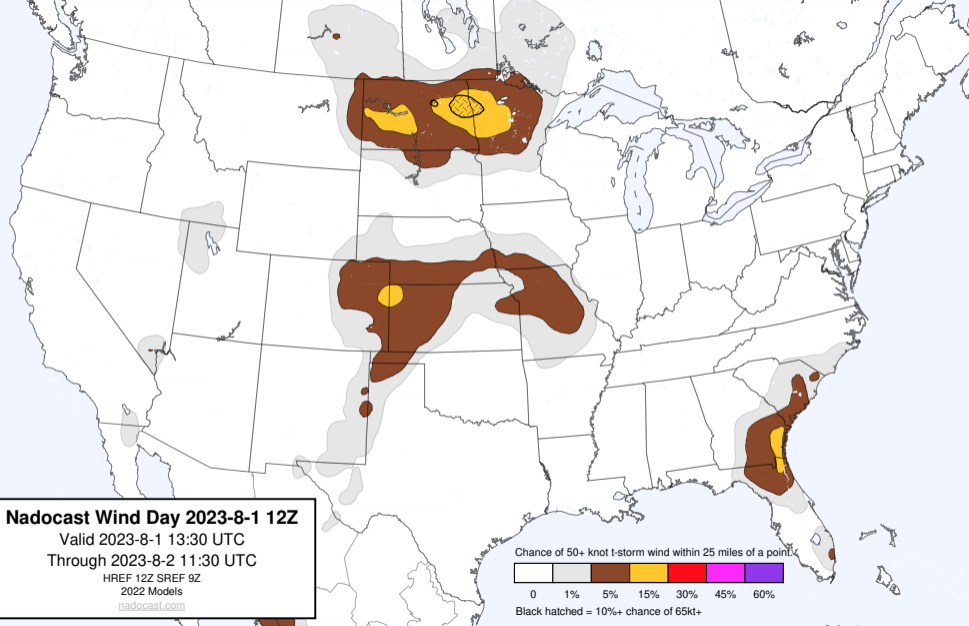 Nadocast Wind Day 2023-8-1 12Z
Valid 2023-8-1 13:30 UTC
Through 2023-8-2 11:30 UTC
HREF 12Z SREF 9Z
2022 Models
nadocast.com
Chance of 50+ knot t-storm wind within 25 miles of a point.
0 1% 5% 15% 30% 45% 60%
Black hatched = 10%+ chance of 65kt+